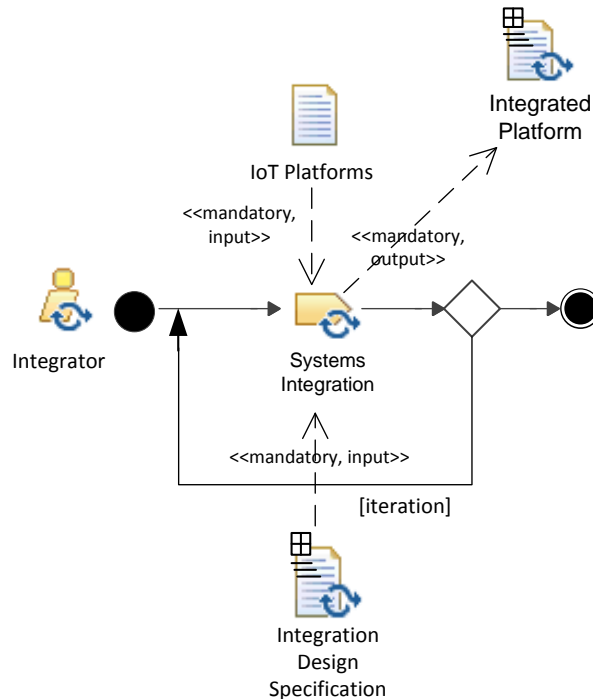 Integrated
Platform
IoT Platforms
<<mandatory,
input>>
<<mandatory,
output>>
Integrator
Systems
Integration
<<mandatory, input>>
[iteration]
Integration
Design
Specification